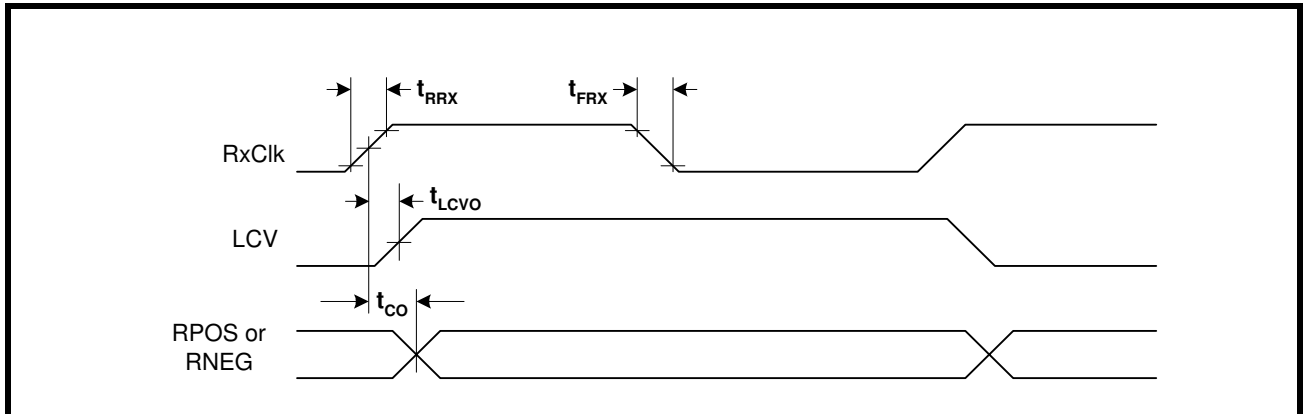 tRRX
tFRX
RxClk
tLCVO
LCV
tCO
RPOS or
RNEG